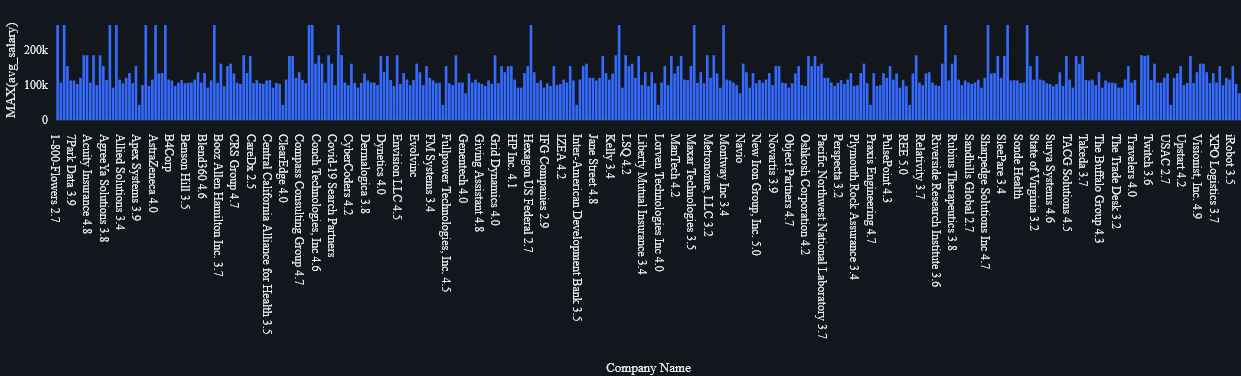 MAX(avg_salary)
200k
100k
0
1-800-Flowers 2.7
7Park Data 3.9
Acuity Insurance 4.8
Agree Ya Solutions 3.8
Allied Solutions 3.4
Apex Systems 3.9
AstraZeneca 4.0
B4Corp
Benson Hill 3.5
Blend360 4.6
Booz Allen Hamilton Inc. 3.7
CRS Group 4.7
CareDx 2.5
Central California Alliance for Health 3.5
ClearEdge 4.0
Compass Consulting Group 4.7
Conch Technologies, Inc 4.6
Covid-19 Search Partners
CyberCoders 4.2
Dermalogica 3.8
Dynetics 4.0
Envision LLC 4.5
Evolvinc
FM Systems 3.4
Fullpower Technologies, Inc. 4.5
Genentech 4.0
Giving Assistant 4.8
Grid Dynamics 4.0
HP Inc. 4.1
Hexagon US Federal 2.7
IFG Companies 2.9
IZEA 4.2
Inter-American Development Bank 3.5
Jane Street 4.8
Kelly 3.4
LSQ 4.2
Liberty Mutual Insurance 3.4
Lorven Technologies Inc 4.0
ManTech 4.2
Maxar Technologies 3.5
Metromile, LLC 3.2
Montway Inc 3.4
Navio
New Iron Group, Inc. 5.0
Novartis 3.9
Object Partners 4.7
Oshkosh Corporation 4.2
Pacific Northwest National Laboratory 3.7
Perspecta 3.2
Plymouth Rock Assurance 3.4
Praxis Engineering 4.7
PulsePoint 4.3
REE 5.0
Relativity 3.7
Riverside Research Institute 3.6
Rubius Therapeutics 3.8
Sandhills Global 2.7
Sharpedge Solutions Inc 4.7
SleePare 3.4
Sonde Health
State of Virginia 3.2
Surya Systems 4.6
TACG Solutions 4.5
Takeda 3.7
The Buffalo Group 4.3
The Trade Desk 3.2
Travelers 4.0
Twitch 3.6
USAC 2.7
Upstart 4.2
Visionist, Inc. 4.9
XPO Logistics 3.7
iRobot 3.5
Company Name